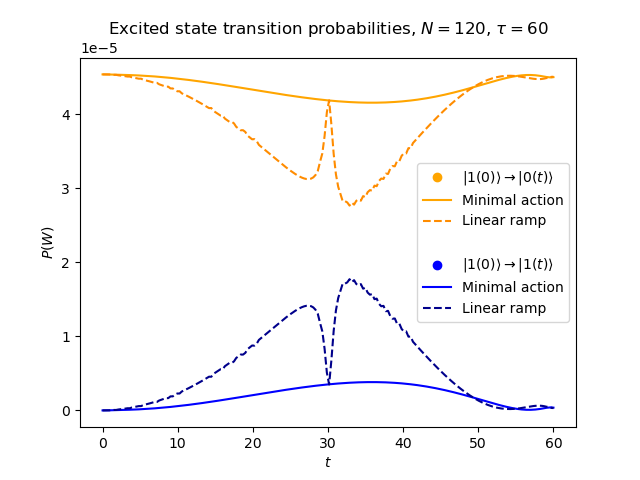 Excited state transition probabilities, N = 120, τ = 60
1e−5
4
3
2
1
0
P(W)
0 10 20 30 40 50 60
t
|1(0)⟩ → |0(t)⟩
Minimal action
Linear ramp
|1(0)⟩ → |1(t)⟩
Minimal action
Linear ramp